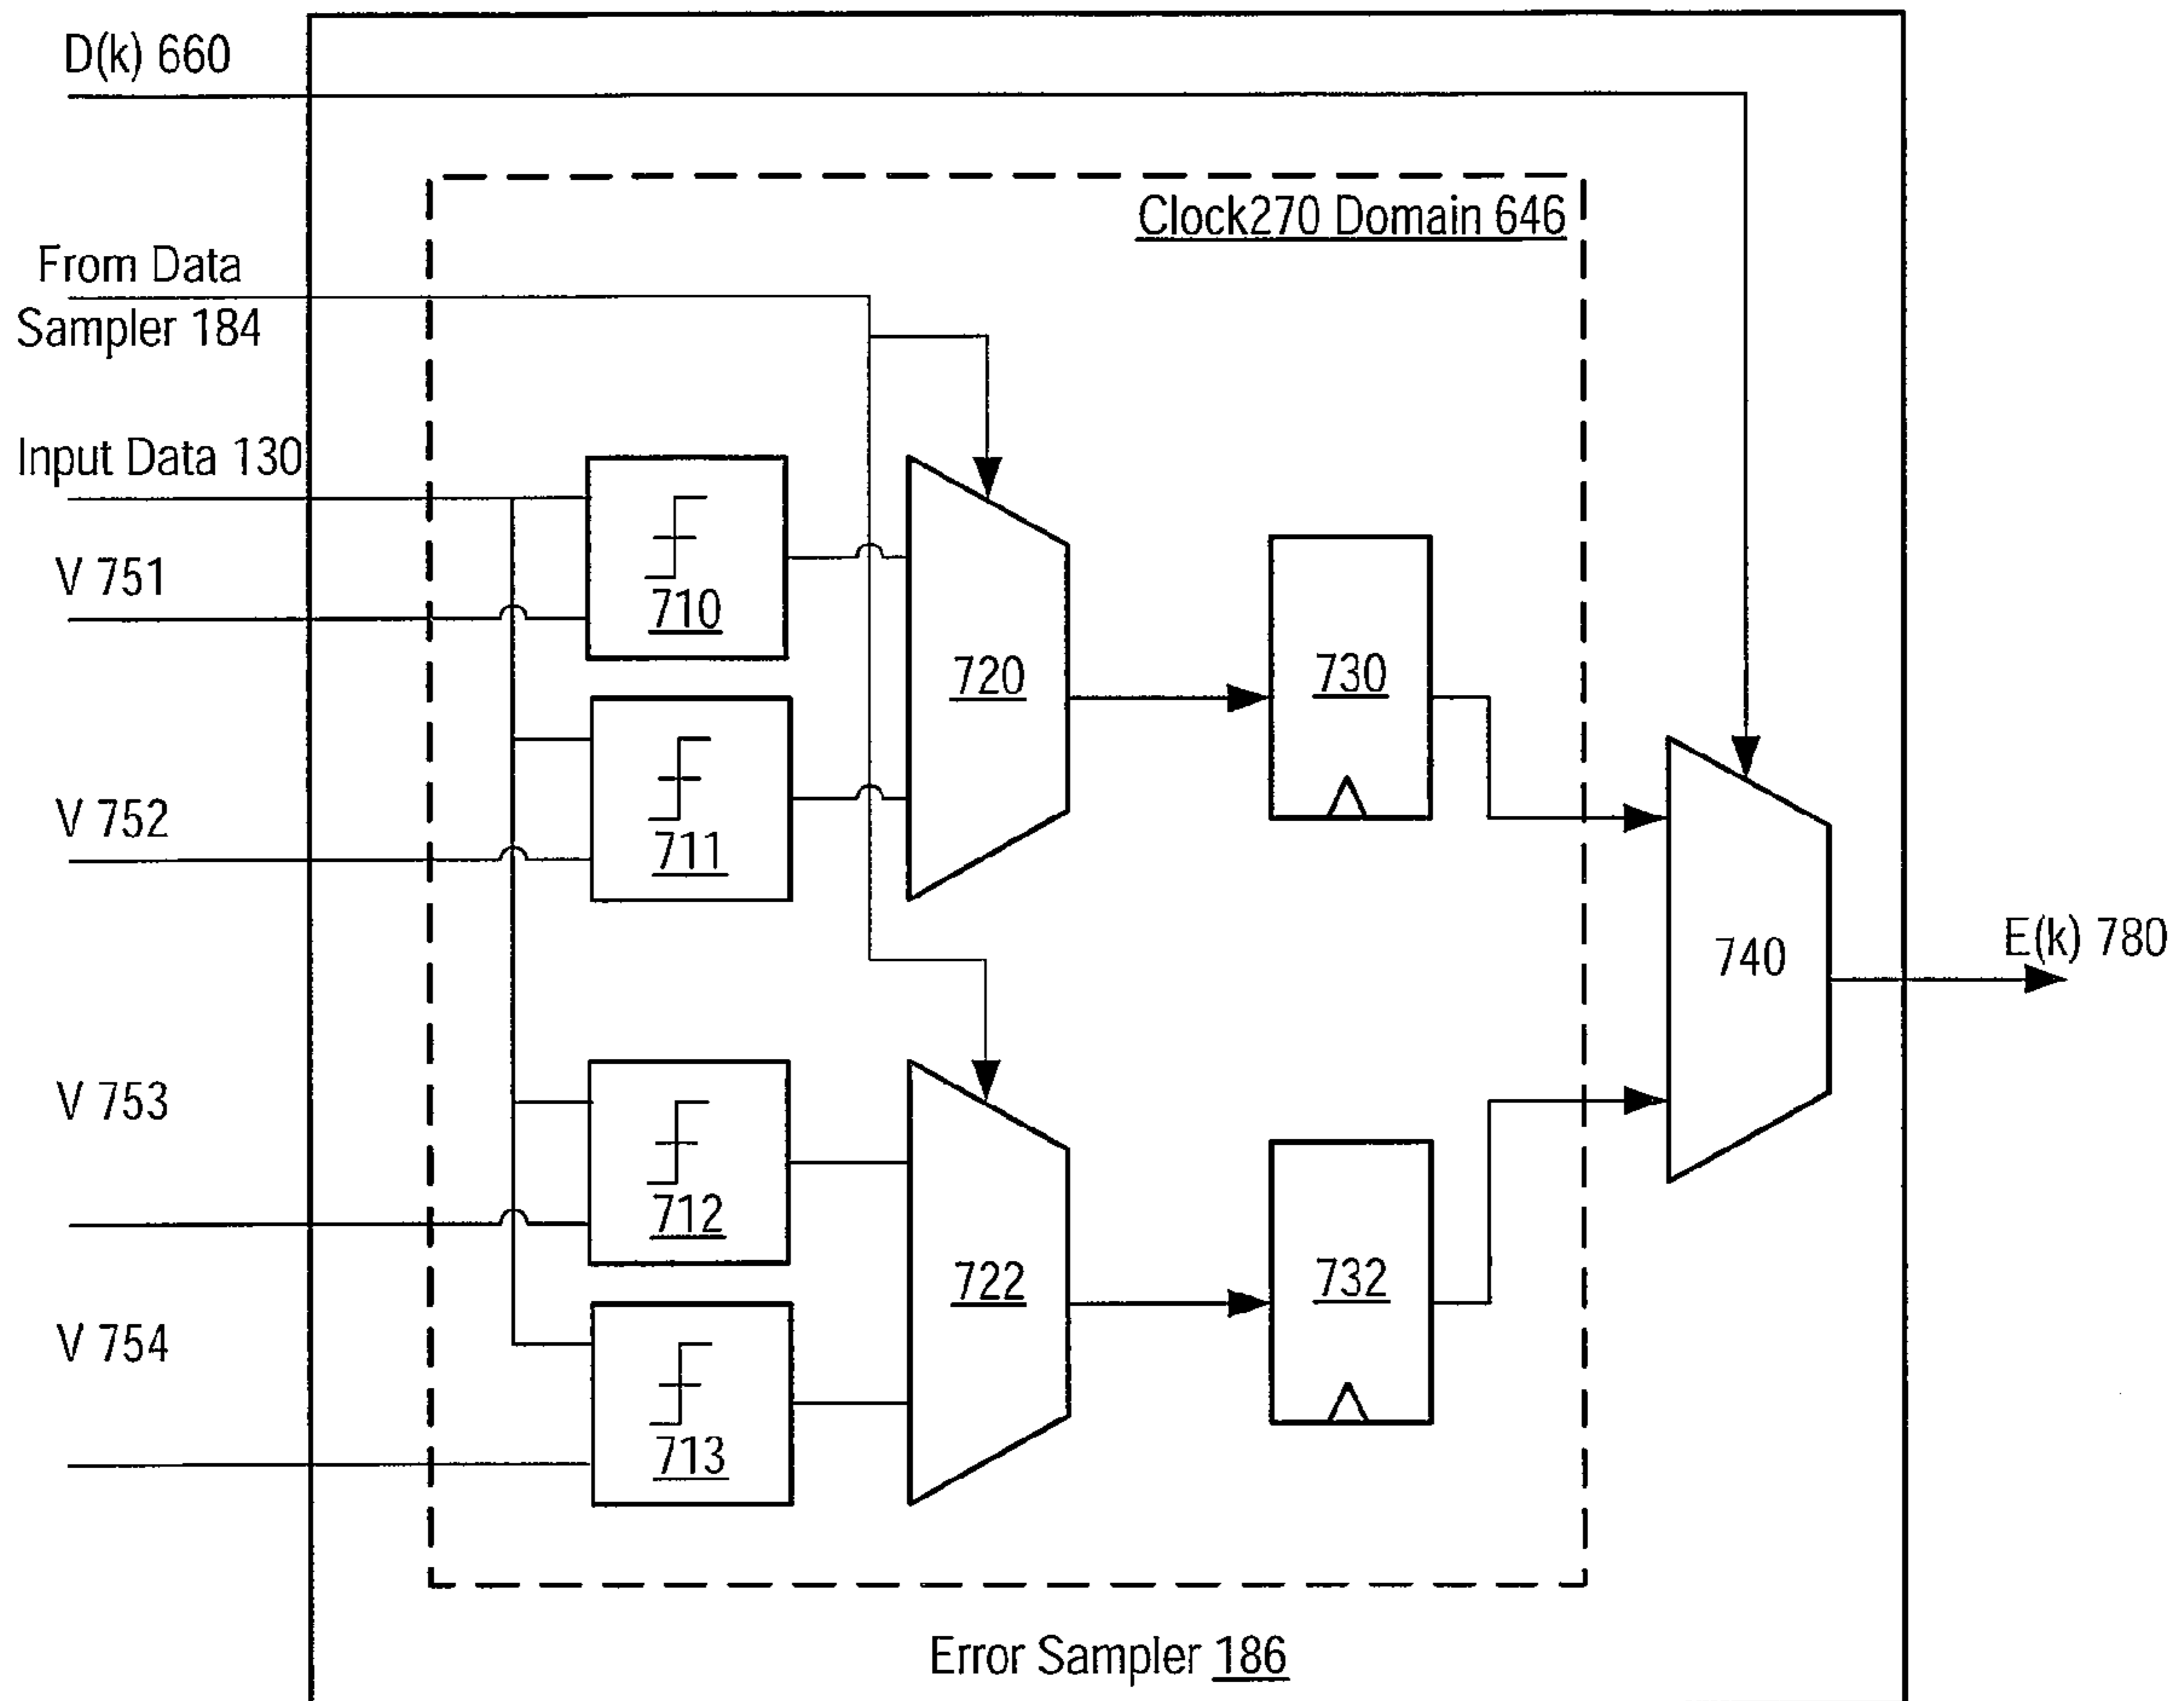 D(k) 660
Clock270 Domain 646
From Data
Sampler 184
Input Data 130
V 751
710
720
730
V 752
711
740
E(k) 780
V 753
712
722
732
V 754
713
Error Sampler 186